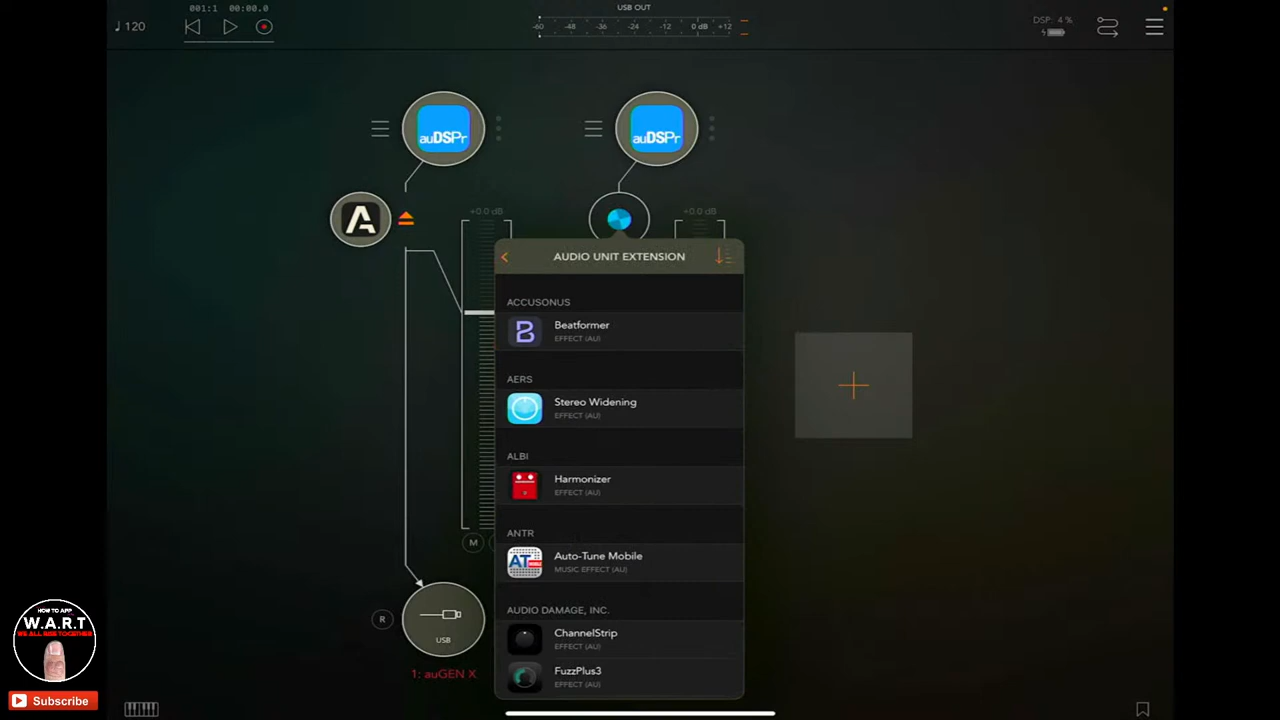 001:1 00:00.0
USB OUT
♩ 120
-60 -48 -36 -24 -12 0 dB +12
DSP: 4 %
auDSPr
auDSPr
+0.0 dB
+0.0 dB
AUDIO UNIT EXTENSION
ACCUSONUS
Beatformer
EFFECT (AU)
AERS
Stereo Widening
EFFECT (AU)
ALBI
Harmonizer
EFFECT (AU)
ANTR
AT
Auto-Tune Mobile
MUSIC EFFECT (AU)
M
AUDIO DAMAGE, INC.
ChannelStrip
EFFECT (AU)
FuzzPlus3
EFFECT (AU)
R
USB
1: auGEN X
HOW TO APP
W.A.R.T
WE ALL RISE TOGETHER
Subscribe